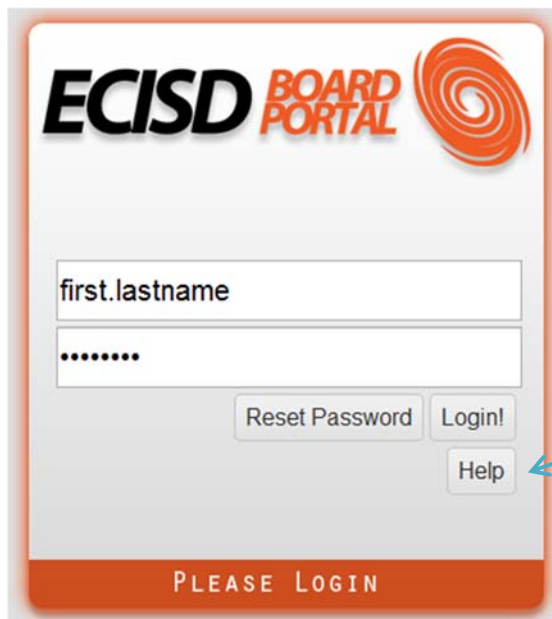 ECISD BOARD PORTAL
first.lastname
••••••••
Reset Password Login!
Help
PLEASE LOGIN